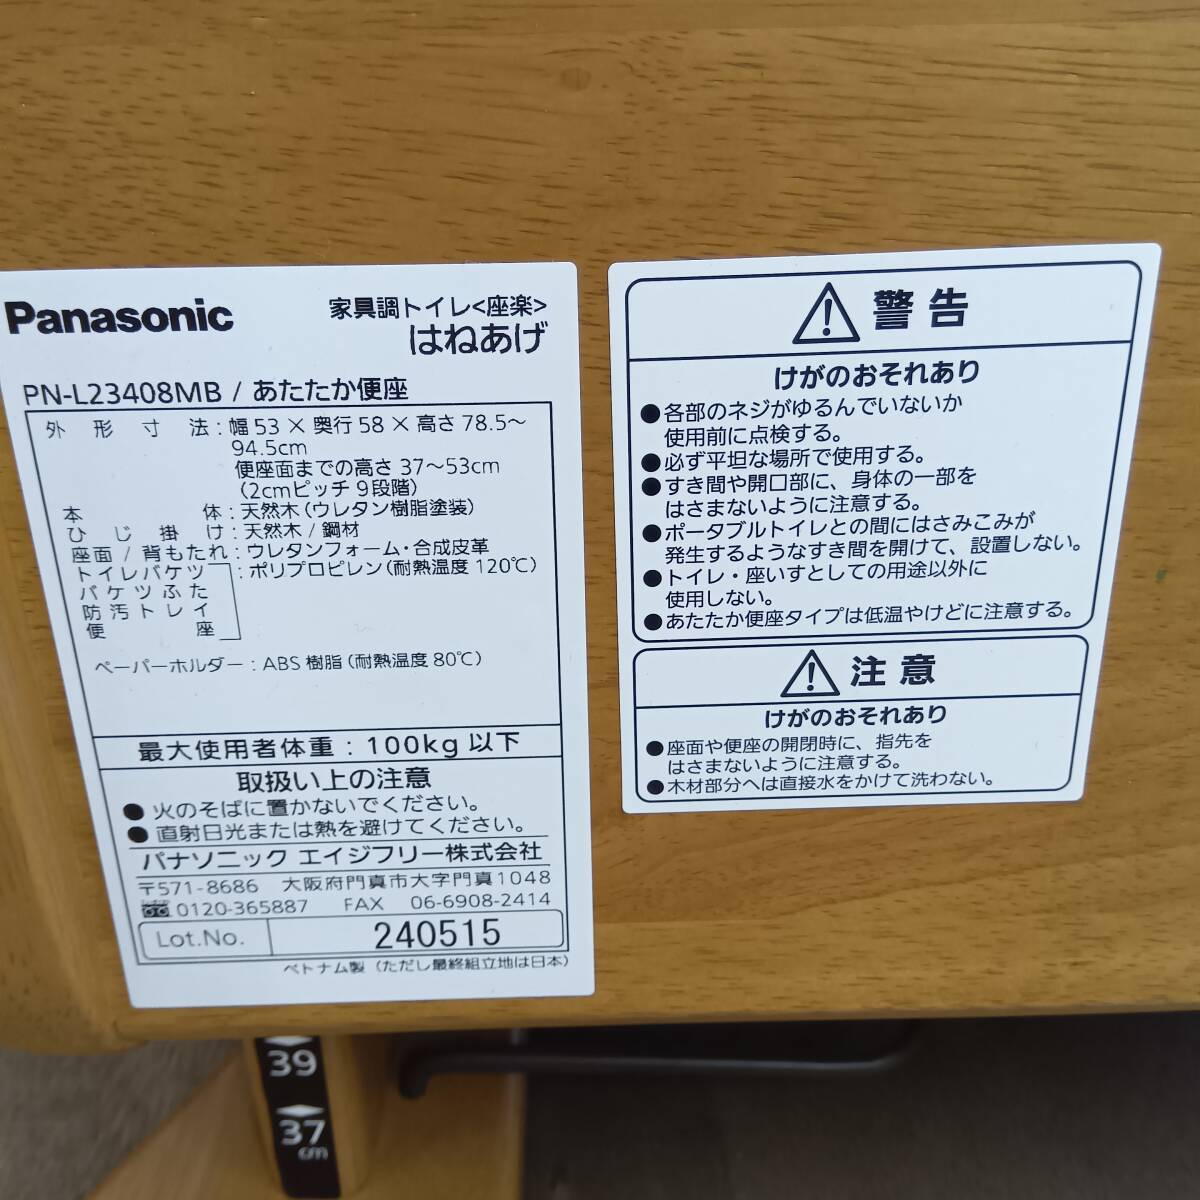 Panasonic
家具調トイレ<座楽>
はねあげ
PN-L23408MB / あたたか便座
外形寸法:幅53×奥行58×高さ78.5～
94.5cm
便座面までの高さ37～53cm
(2cmピッチ9段階)
本体:天然木(ウレタン樹脂塗装)
ひじ掛け:天然木/鋼材
座面/背もたれ:ウレタンフォーム・合成皮革
トイレバケツ:ポリプロピレン(耐熱温度120℃)
バケツふた
防汚トレイ
便座
ペーパーホルダー:ABS樹脂(耐熱温度80℃)
最大使用者体重:100kg以下
取扱い上の注意
●火のそばに置かないでください。
●直射日光または熱を避けてください。
パナソニック エイジフリー株式会社
〒571-8686 大阪府門真市大字門真1048
0120-365887 FAX 06-6908-2414
Lot.No. 240515
ベトナム製(ただし最終組立地は日本)
警告
けがのおそれあり
●各部のネジがゆるんでいないか
使用前に点検する。
●必ず平坦な場所で使用する。
●すき間や開口部に、身体の一部を
はさまないように注意する。
●ポータブルトイレとの間にはさみこみが
発生するようなすき間を開けて、設置しない。
●トイレ・座いすとしての用途以外に
使用しない。
●あたたか便座タイプは低温やけどに注意する。
注意
けがのおそれあり
●座面や便座の開閉時に、指先を
はさまないように注意する。
●木材部分へは直接水をかけて洗わない。
39
37
cm